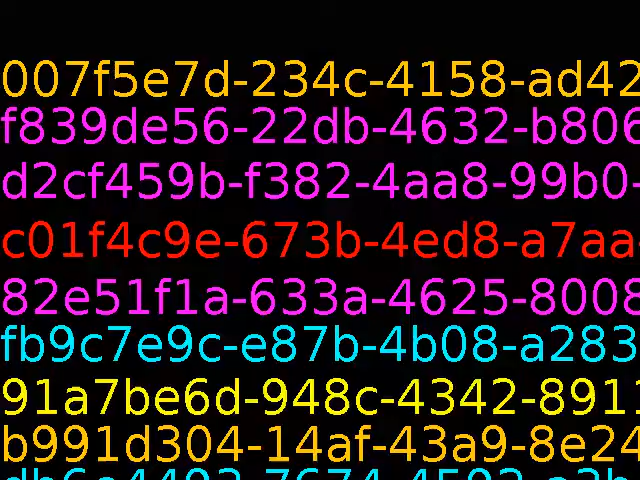 007f5e7d-234c-4158-ad42
f839de56-22db-4632-b806
d2cf459b-f382-4aa8-99b0-
c01f4c9e-673b-4ed8-a7aa-
82e51f1a-633a-4625-8008
fb9c7e9c-e87b-4b08-a283
91a7be6d-948c-4342-8911
b991d304-14af-43a9-8e24